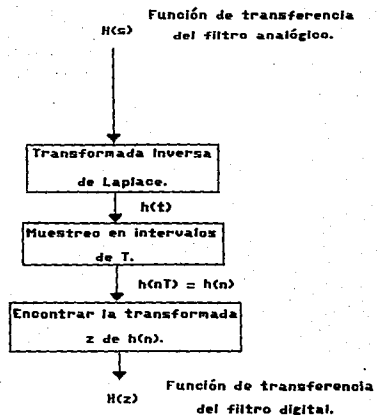 Función de transferencia
H(s)
del filtro analógico.
Transformada Inversa
de Laplace.
h(t)
Muestreo en intervalos
de T.
h(nT) = h(n)
Encontrar la transformada
z de h(n).
H(z)
Función de transferencia
del filtro digital.